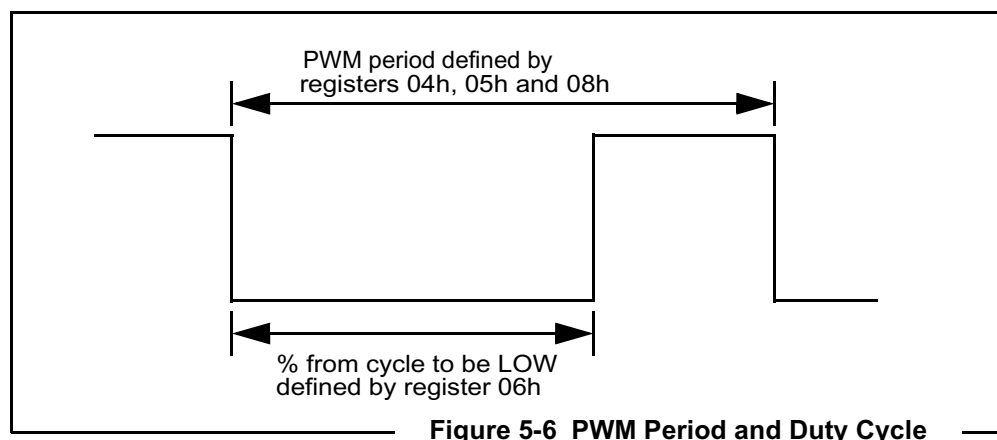 PWM period defined by
registers 04h, 05h and 08h
% from cycle to be LOW
defined by register 06h
Figure 5-6 PWM Period and Duty Cycle